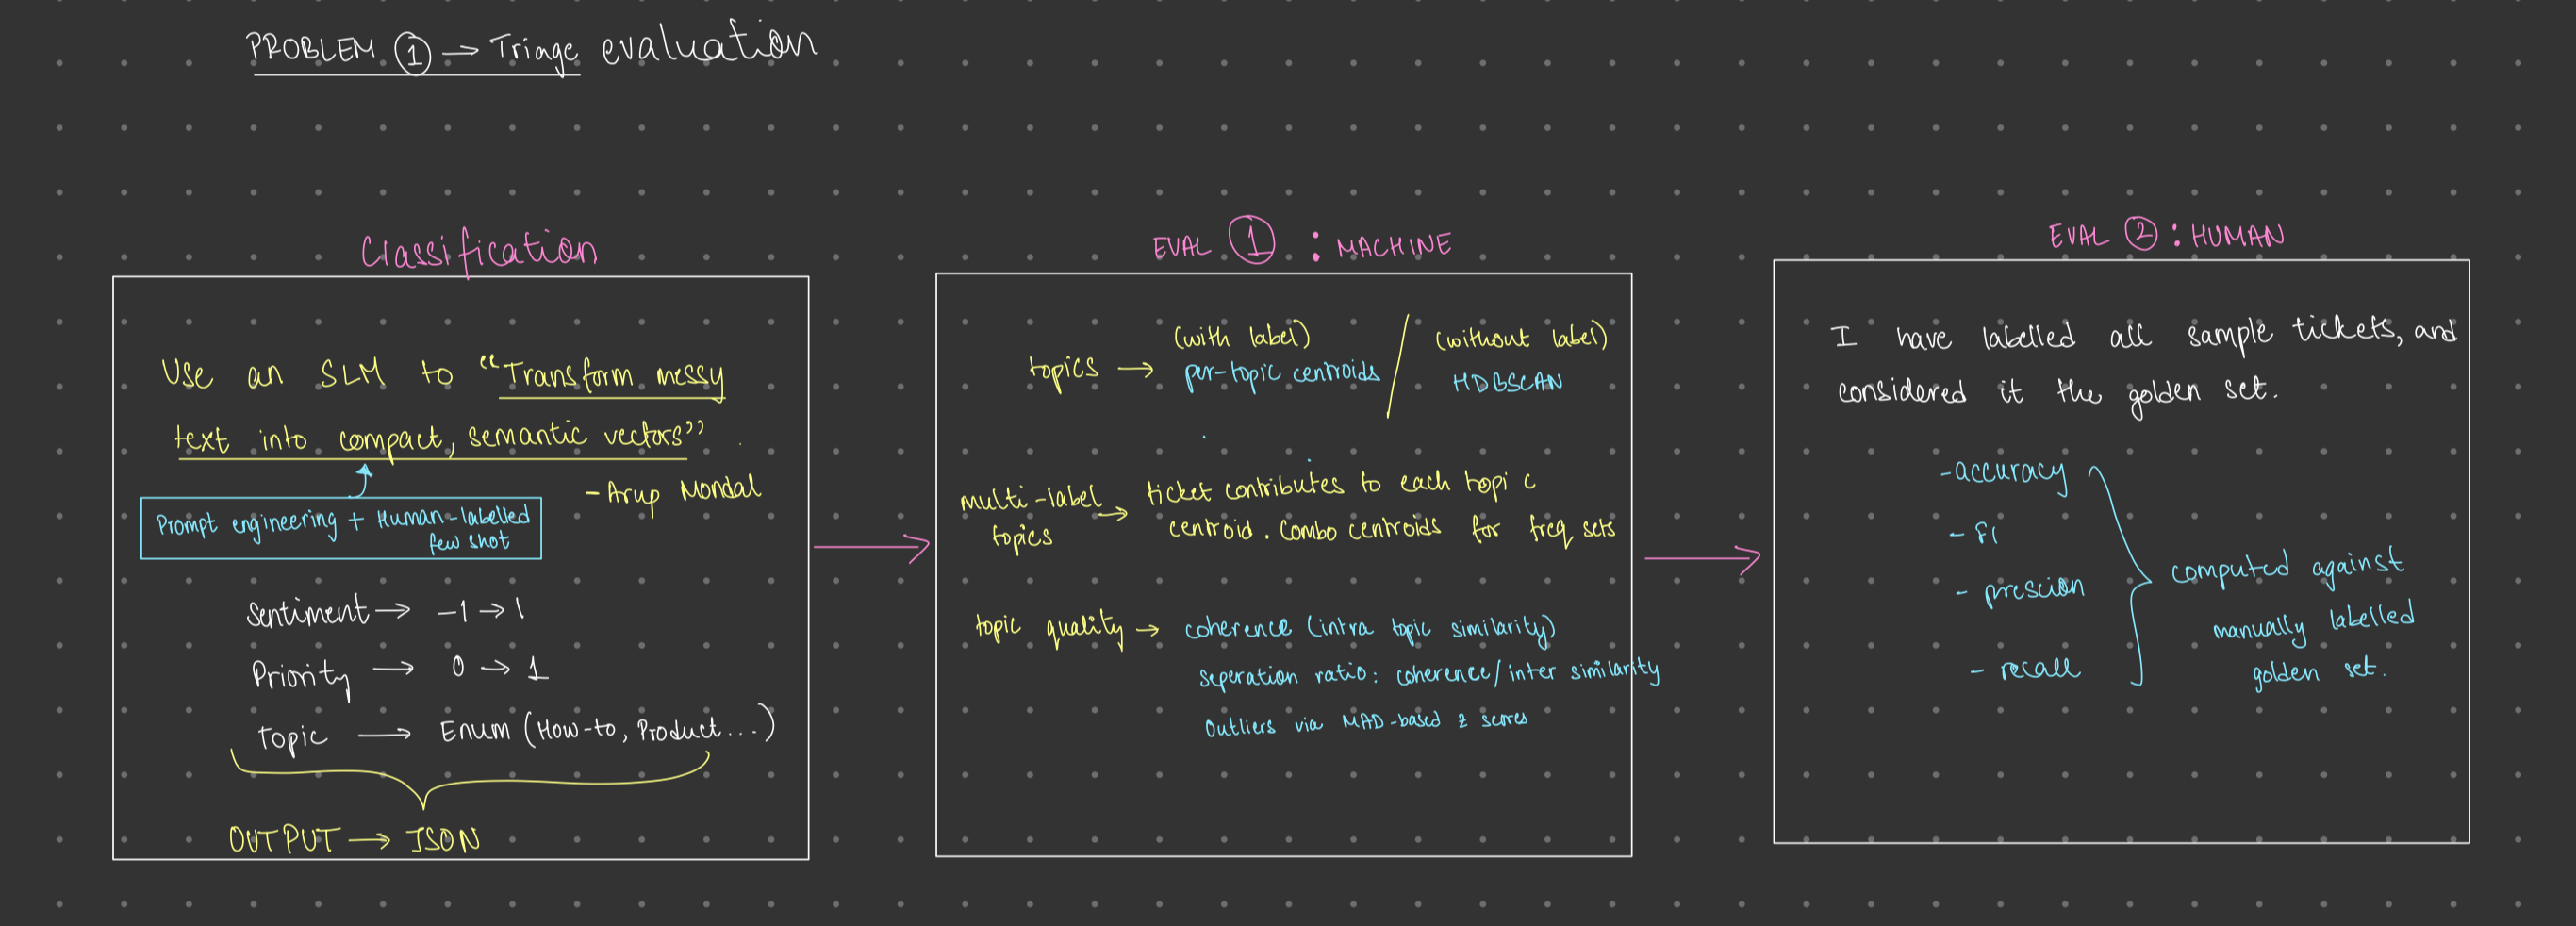 PROBLEM ① → Triage evaluation
Classification
Use an SLM to "Transform messy
text into compact, semantic vectors".
- Arup Mondal
Prompt engineering + Human-labelled
few shot
Sentiment → -1 → 1
Priority → 0 → 1
topic → Enum (How-to, Product...)
OUTPUT → JSON
EVAL ① : MACHINE
topics → (with label) / (without label)
per-topic centroids HDBSCAN
multi-label topics → ticket contributes to each topic
centroid. Combo centroids for freq sets
topic quality → coherence (intra topic similarity)
seperation ratio: coherence/inter similarity
Outliers via MAD-based z scores
EVAL ② : HUMAN
I have labelled all sample tickets, and
considered it the golden set.
- accuracy
- F1
- prescion
- recall
computed against
manually labelled
golden set.